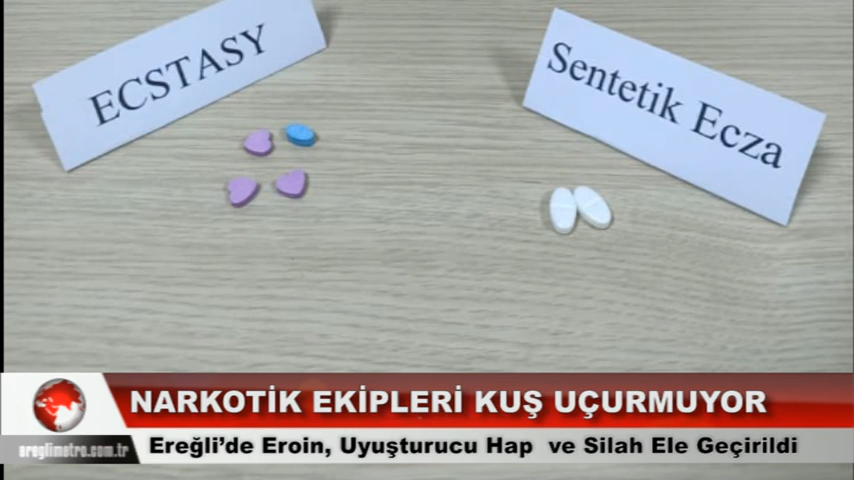 ECSTASY
Sentetik Ecza
NARKOTİK EKİPLERİ KUŞ UÇURMUYOR
Ereğli’de Eroin, Uyuşturucu Hap ve Silah Ele Geçirildi
ereglimetro.com.tr